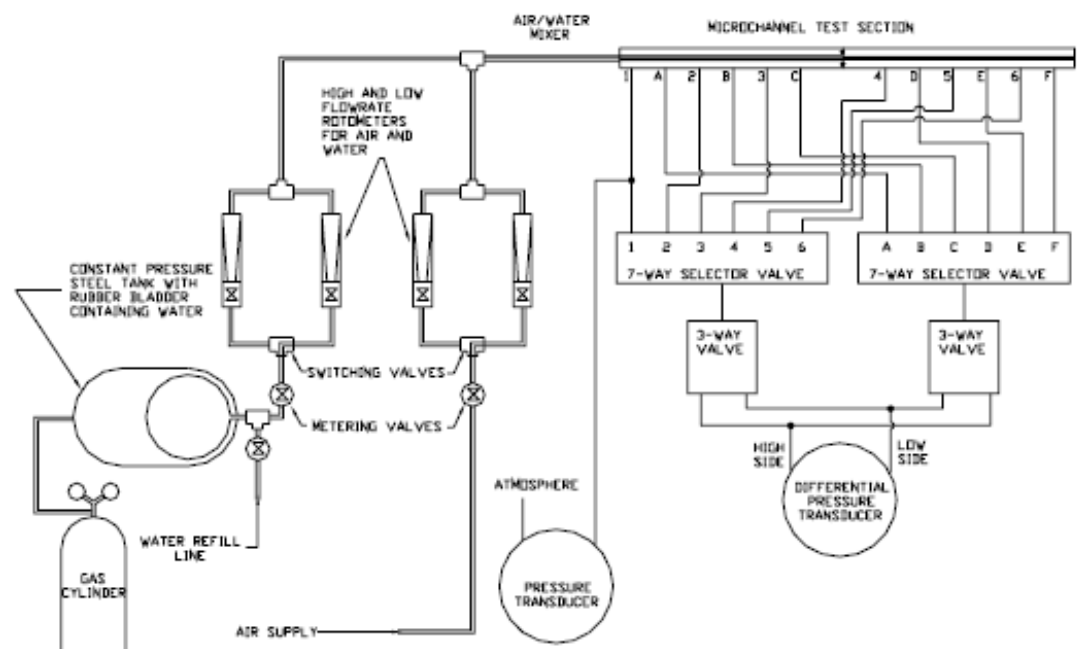 AIR/WATER
MIXER
MICROCHANNEL TEST SECTION
1 A 2 B 3 C 4 D 5 E 6 F
HIGH AND LOW
FLOWRATE
ROTOMETERS
FOR AIR AND
WATER
CONSTANT PRESSURE
STEEL TANK WITH
RUBBER BLADDER
CONTAINING WATER
1 2 3 4 5 6
7-WAY SELECTOR VALVE
A B C D E F
7-WAY SELECTOR VALVE
3-WAY
VALVE
3-WAY
VALVE
SWITCHING VALVES
METERING VALVES
HIGH
SIDE
LOW
SIDE
DIFFERENTIAL
PRESSURE
TRANSDUCER
ATMOSPHERE
PRESSURE
TRANSDUCER
WATER REFILL
LINE
GAS
CYLINDER
AIR SUPPLY